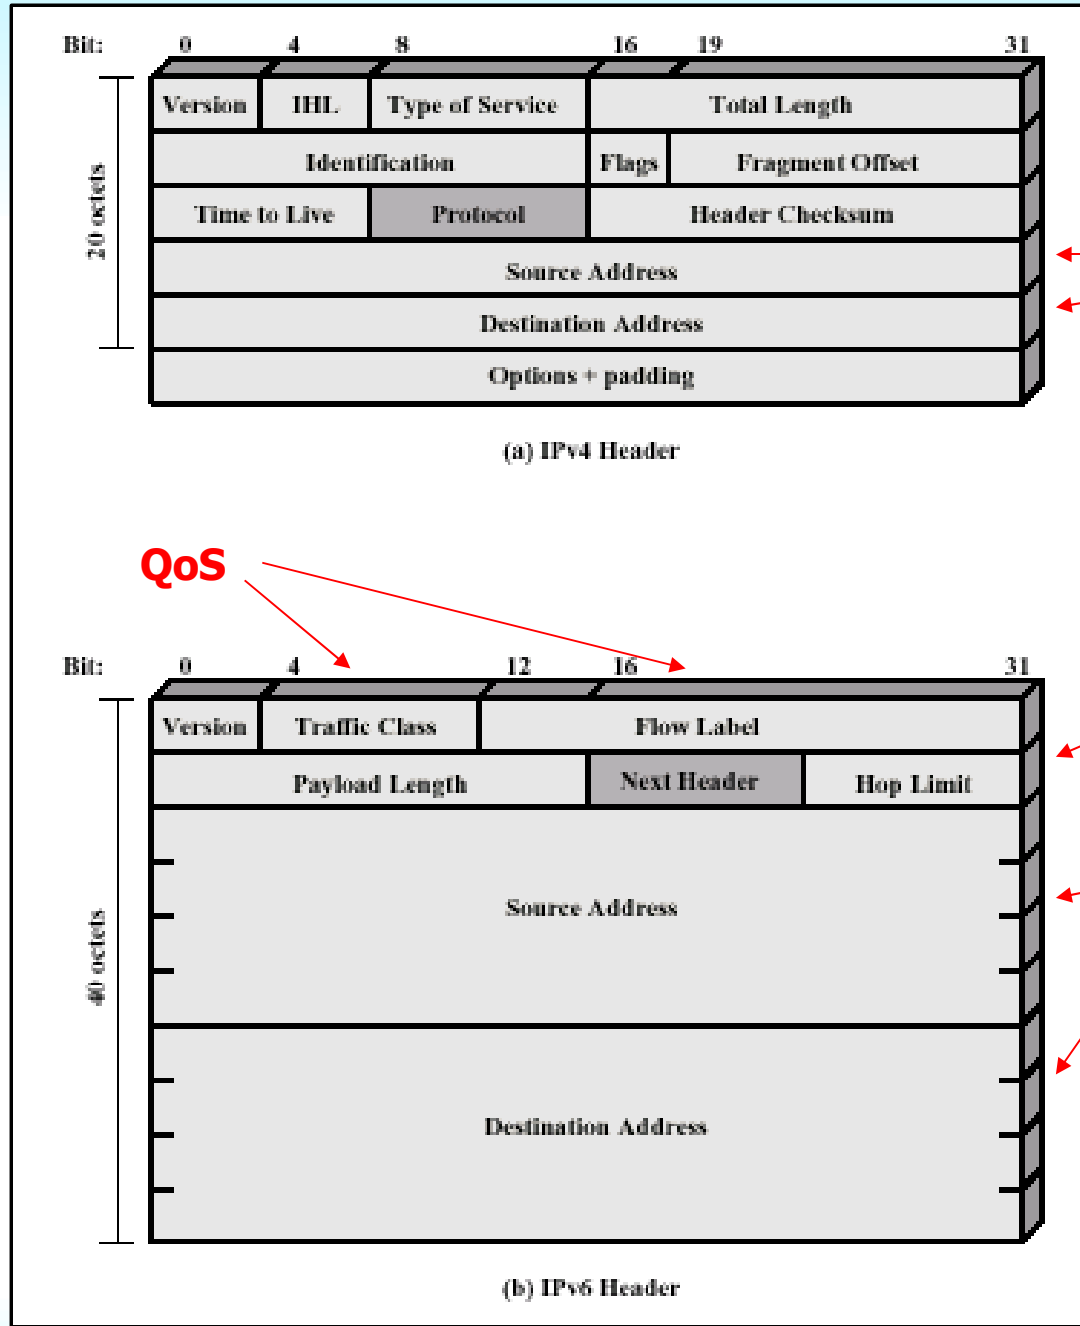 Bit: 0 4 8 16 19 31
Version IHL Type of Service Total Length
Identification Flags Fragment Offset
Time to Live Protocol Header Checksum
20 octets
Source Address
Destination Address
Options + padding
(a) IPv4 Header
QoS
Bit: 0 4 12 16 31
Version Traffic Class Flow Label
Payload Length Next Header Hop Limit
Source Address
40 octets
Destination Address
(b) IPv6 Header